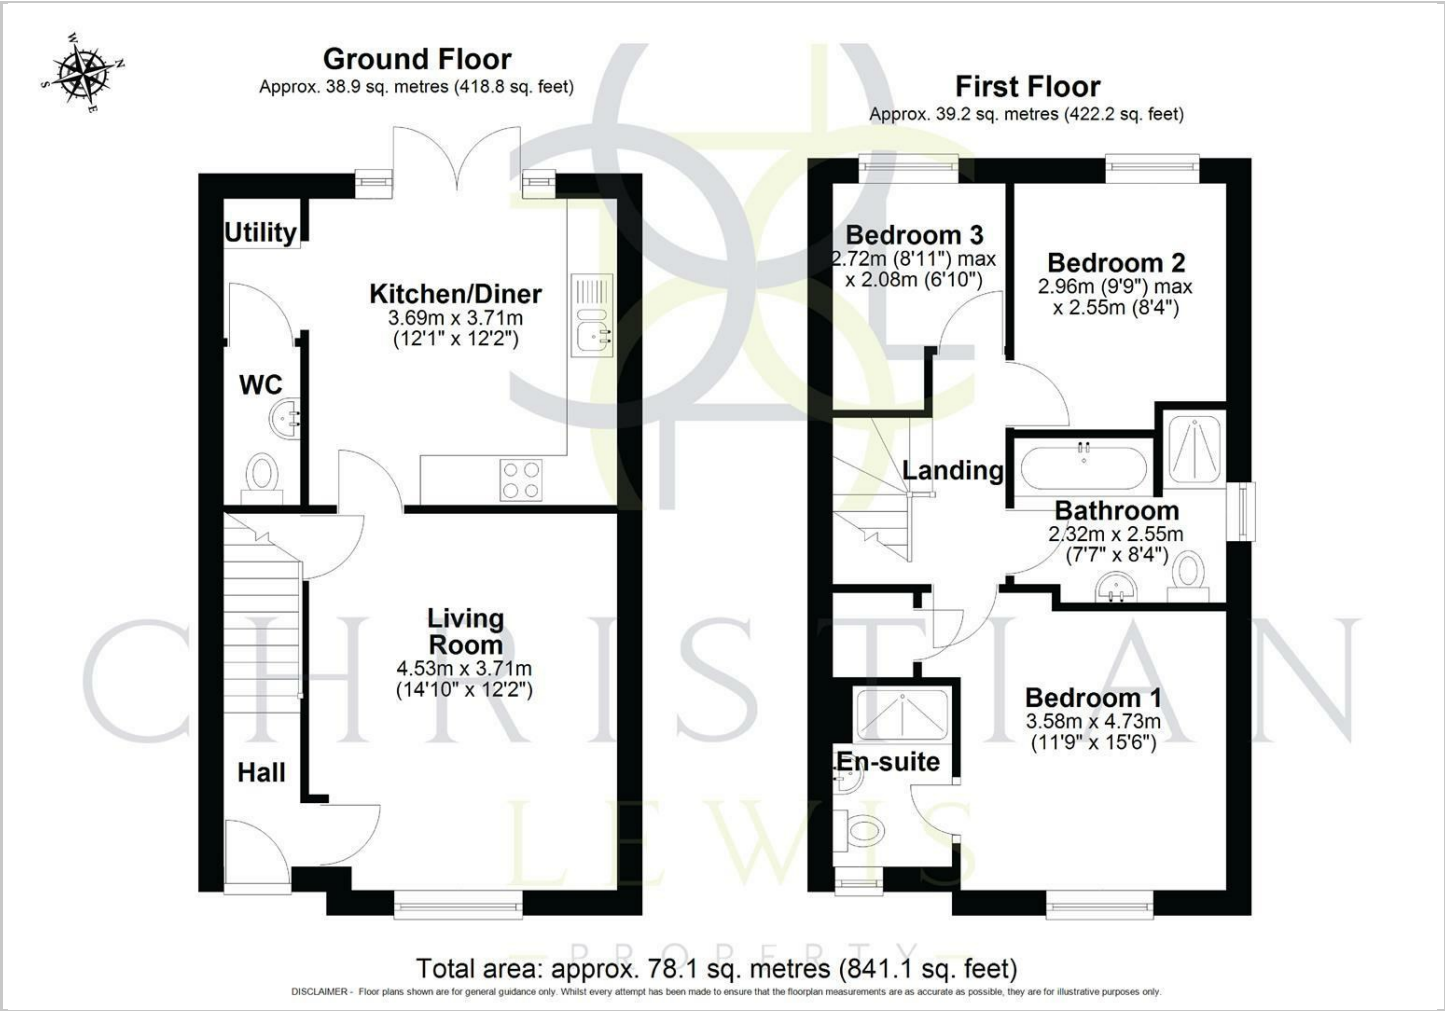 W
N
S
E
Ground Floor
Approx. 38.9 sq. metres (418.8 sq. feet)
First Floor
Approx. 39.2 sq. metres (422.2 sq. feet)
Utility
Kitchen/Diner
3.69m x 3.71m
(12'1" x 12'2")
WC
Living
Room
4.53m x 3.71m
(14'10" x 12'2")
Hall
Bedroom 3
2.72m (8'11") max
x 2.08m (6'10")
Bedroom 2
2.96m (9'9") max
x 2.55m (8'4")
Landing
Bathroom
2.32m x 2.55m
(7'7" x 8'4")
Bedroom 1
3.58m x 4.73m
(11'9" x 15'6")
En-suite
CHRISTIAN
LEWIS
PROPERTY
Total area: approx. 78.1 sq. metres (841.1 sq. feet)
DISCLAIMER - Floor plans shown are for general guidance only. Whilst every attempt has been made to ensure that the floorplan measurements are as accurate as possible, they are for illustrative purposes only.